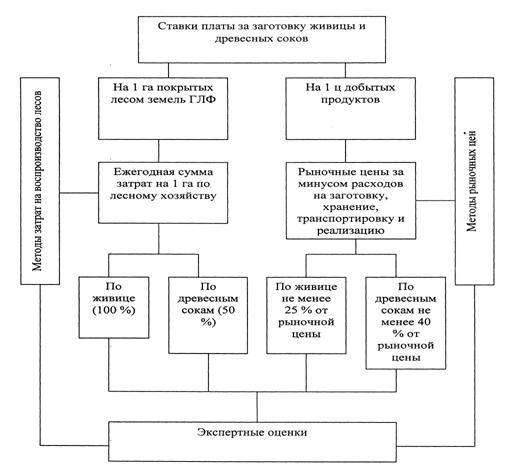 Ставки платы за заготовку живицы и
древесных соков
Методы затрат на воспроизводство лесов
На 1 га покрытых
лесом земель ГЛФ
На 1 ц добытых
продуктов
Методы рыночных цен
Ежегодная сумма
затрат на 1 га по
лесному хозяйству
Рыночные цены за
минусом расходов
на заготовку,
хранение,
транспортировку и
реализацию
По
живице
(100 %)
По
древесным
сокам (50
%)
По живице
не менее
25 % от
рыночной
цены
По
древесным
сокам не
менее 40
% от
рыночной
цены
Экспертные оценки